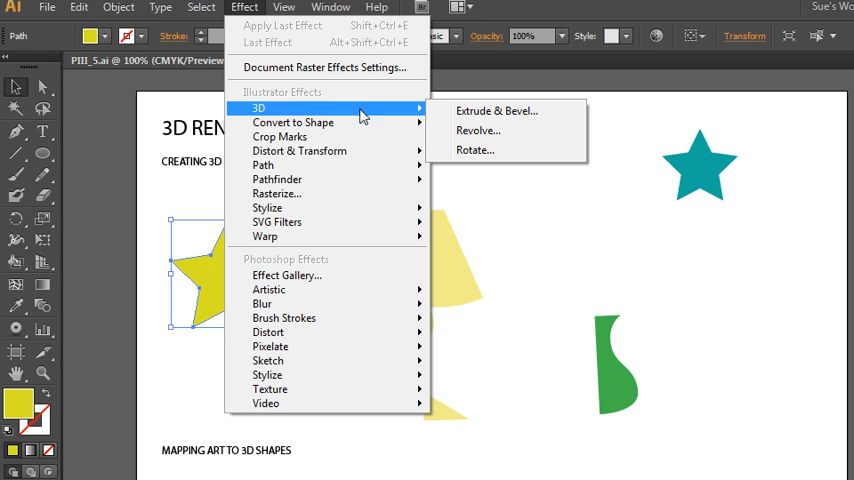 Ai File Edit Object Type Select Effect View Window Help Br Sue's Wo
Path Stroke: Basic Opacity: 100% Style: Transform
PIII_5.ai @ 100% (CMYK/Preview
Apply Last Effect Shift+Ctrl+E
Last Effect Alt+Shift+Ctrl+E
Document Raster Effects Settings...
Illustrator Effects
3D
Convert to Shape
Crop Marks
Distort & Transform
Path
Pathfinder
Rasterize...
Stylize
SVG Filters
Warp
Photoshop Effects
Effect Gallery...
Artistic
Blur
Brush Strokes
Distort
Pixelate
Sketch
Stylize
Texture
Video
Extrude & Bevel...
Revolve...
Rotate...
3D REN
CREATING 3D
MAPPING ART TO 3D SHAPES